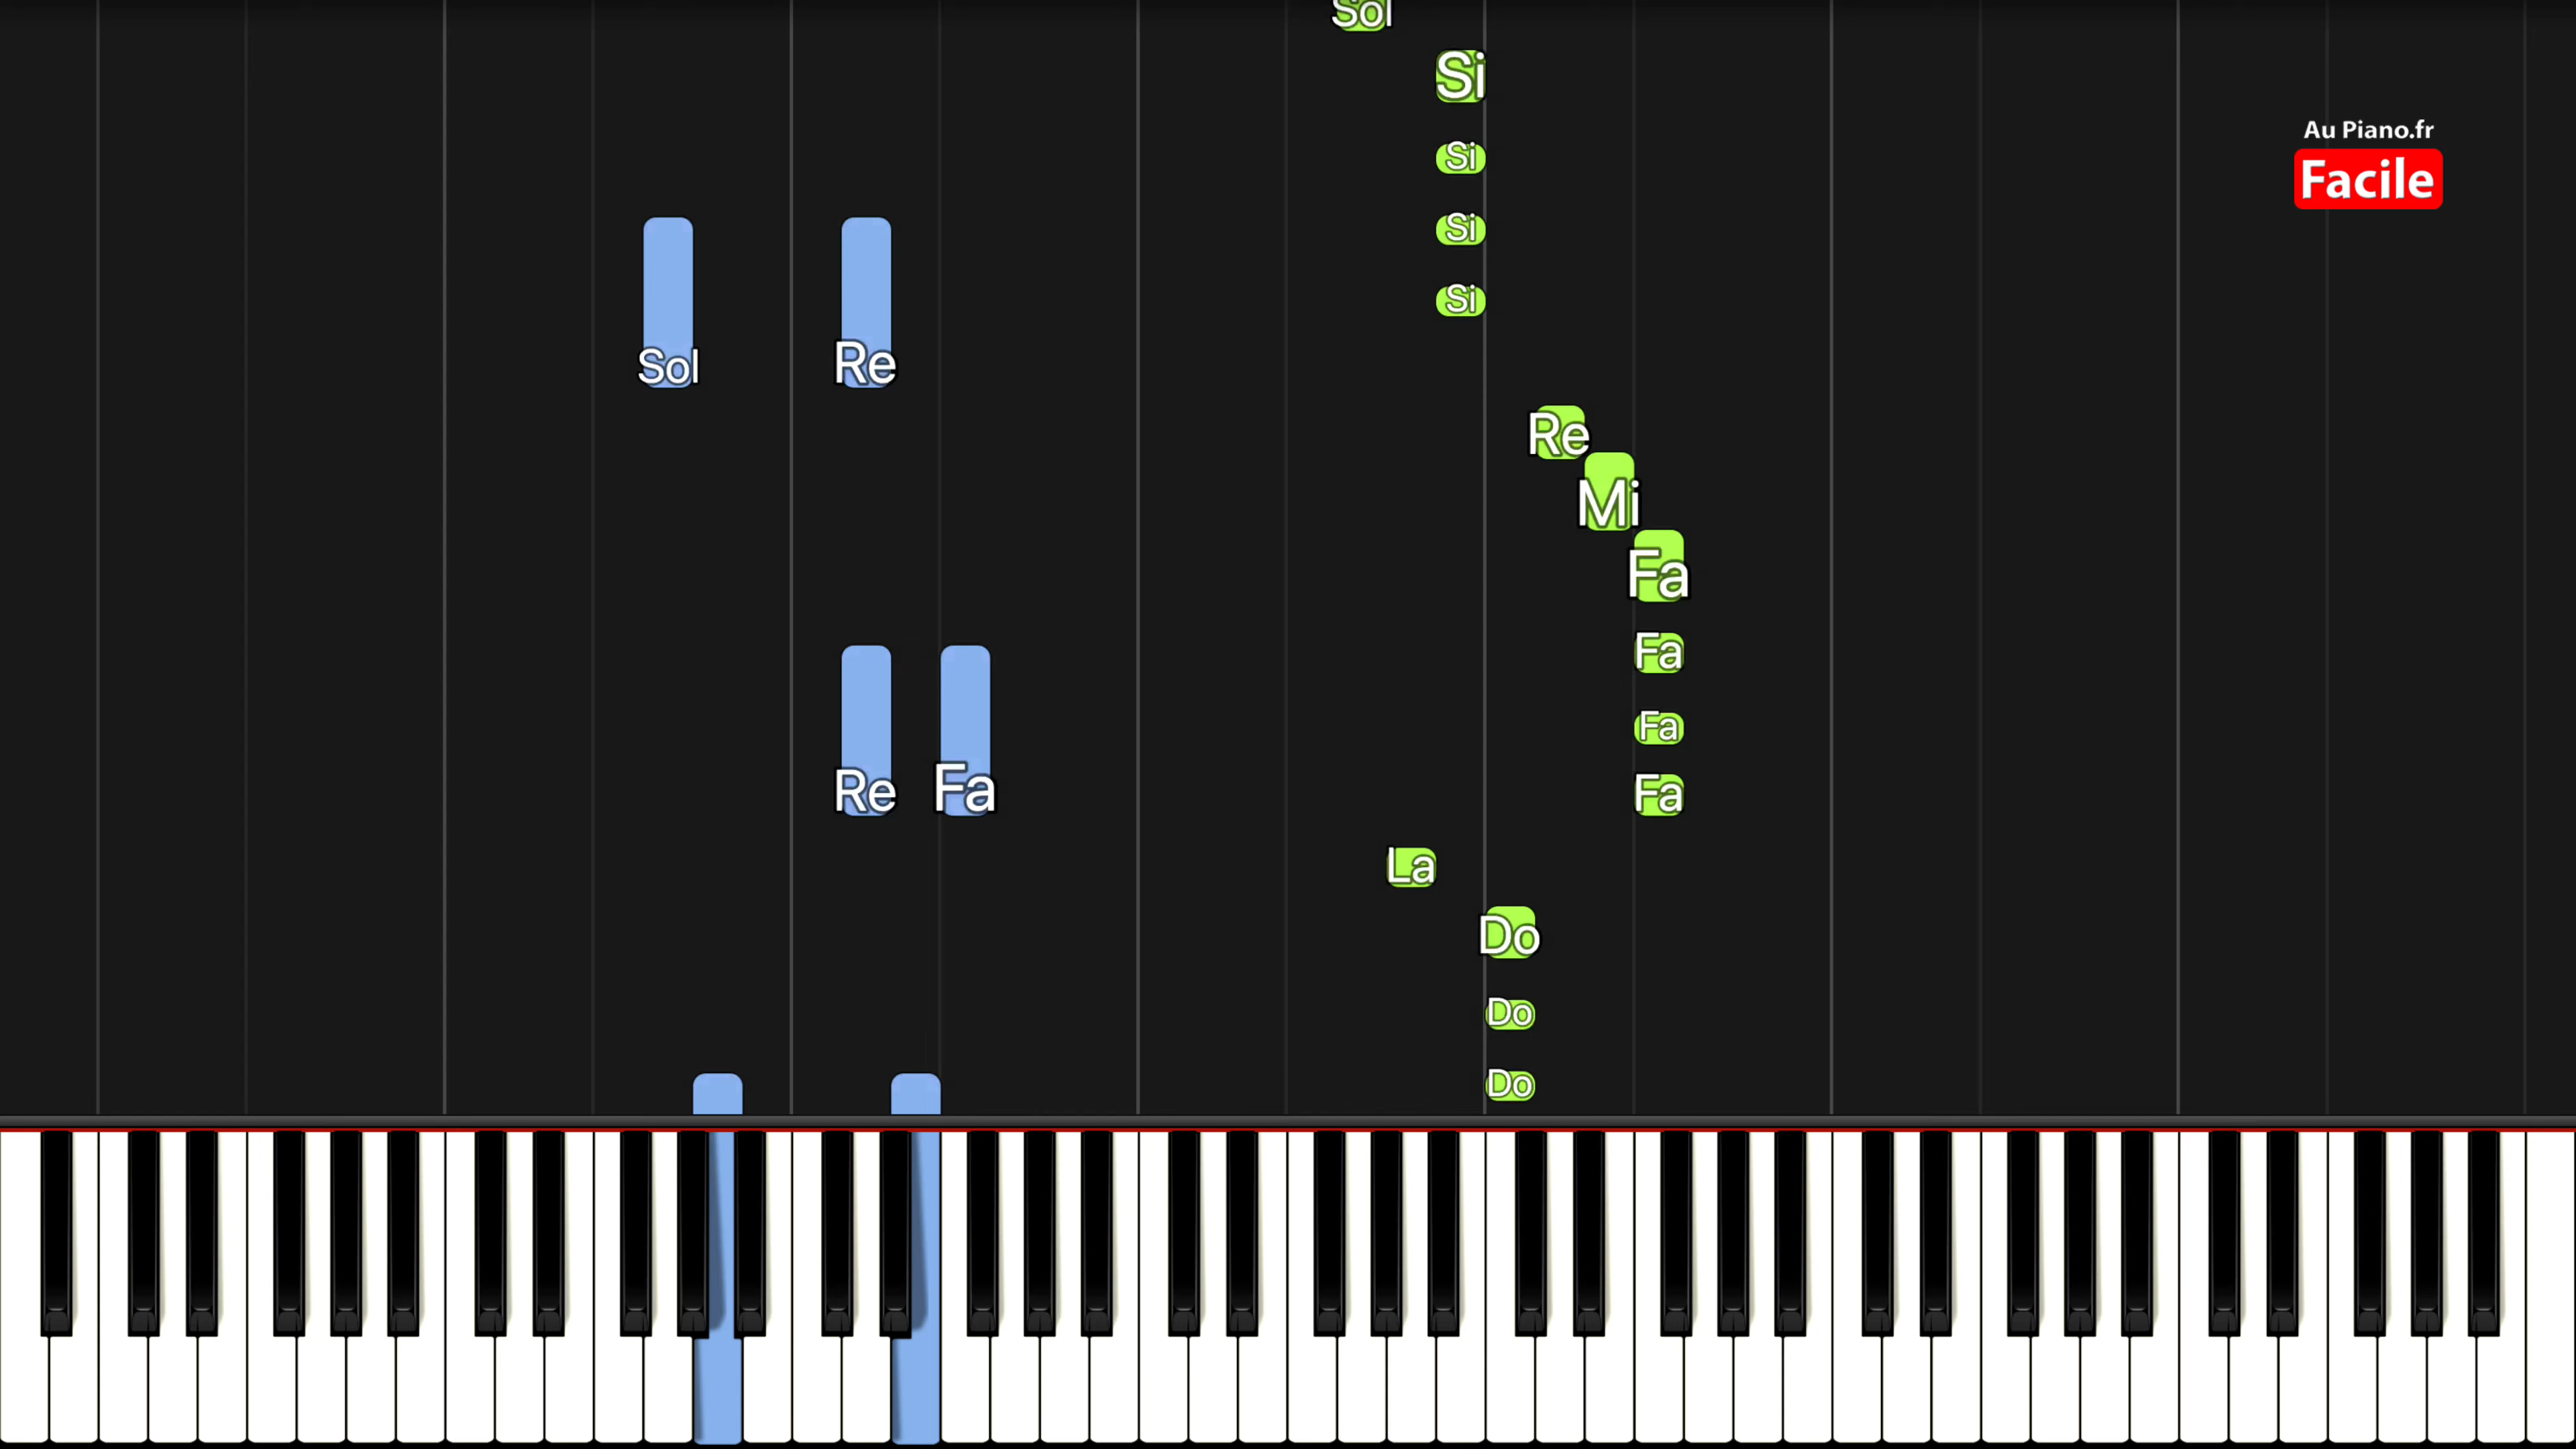 Sol
Si
Au Piano.fr
Facile
Si
Si
Si
Sol Re
Re
Mi
Fa
Fa
Fa
Re Fa Fa
La
Do
Do
Do